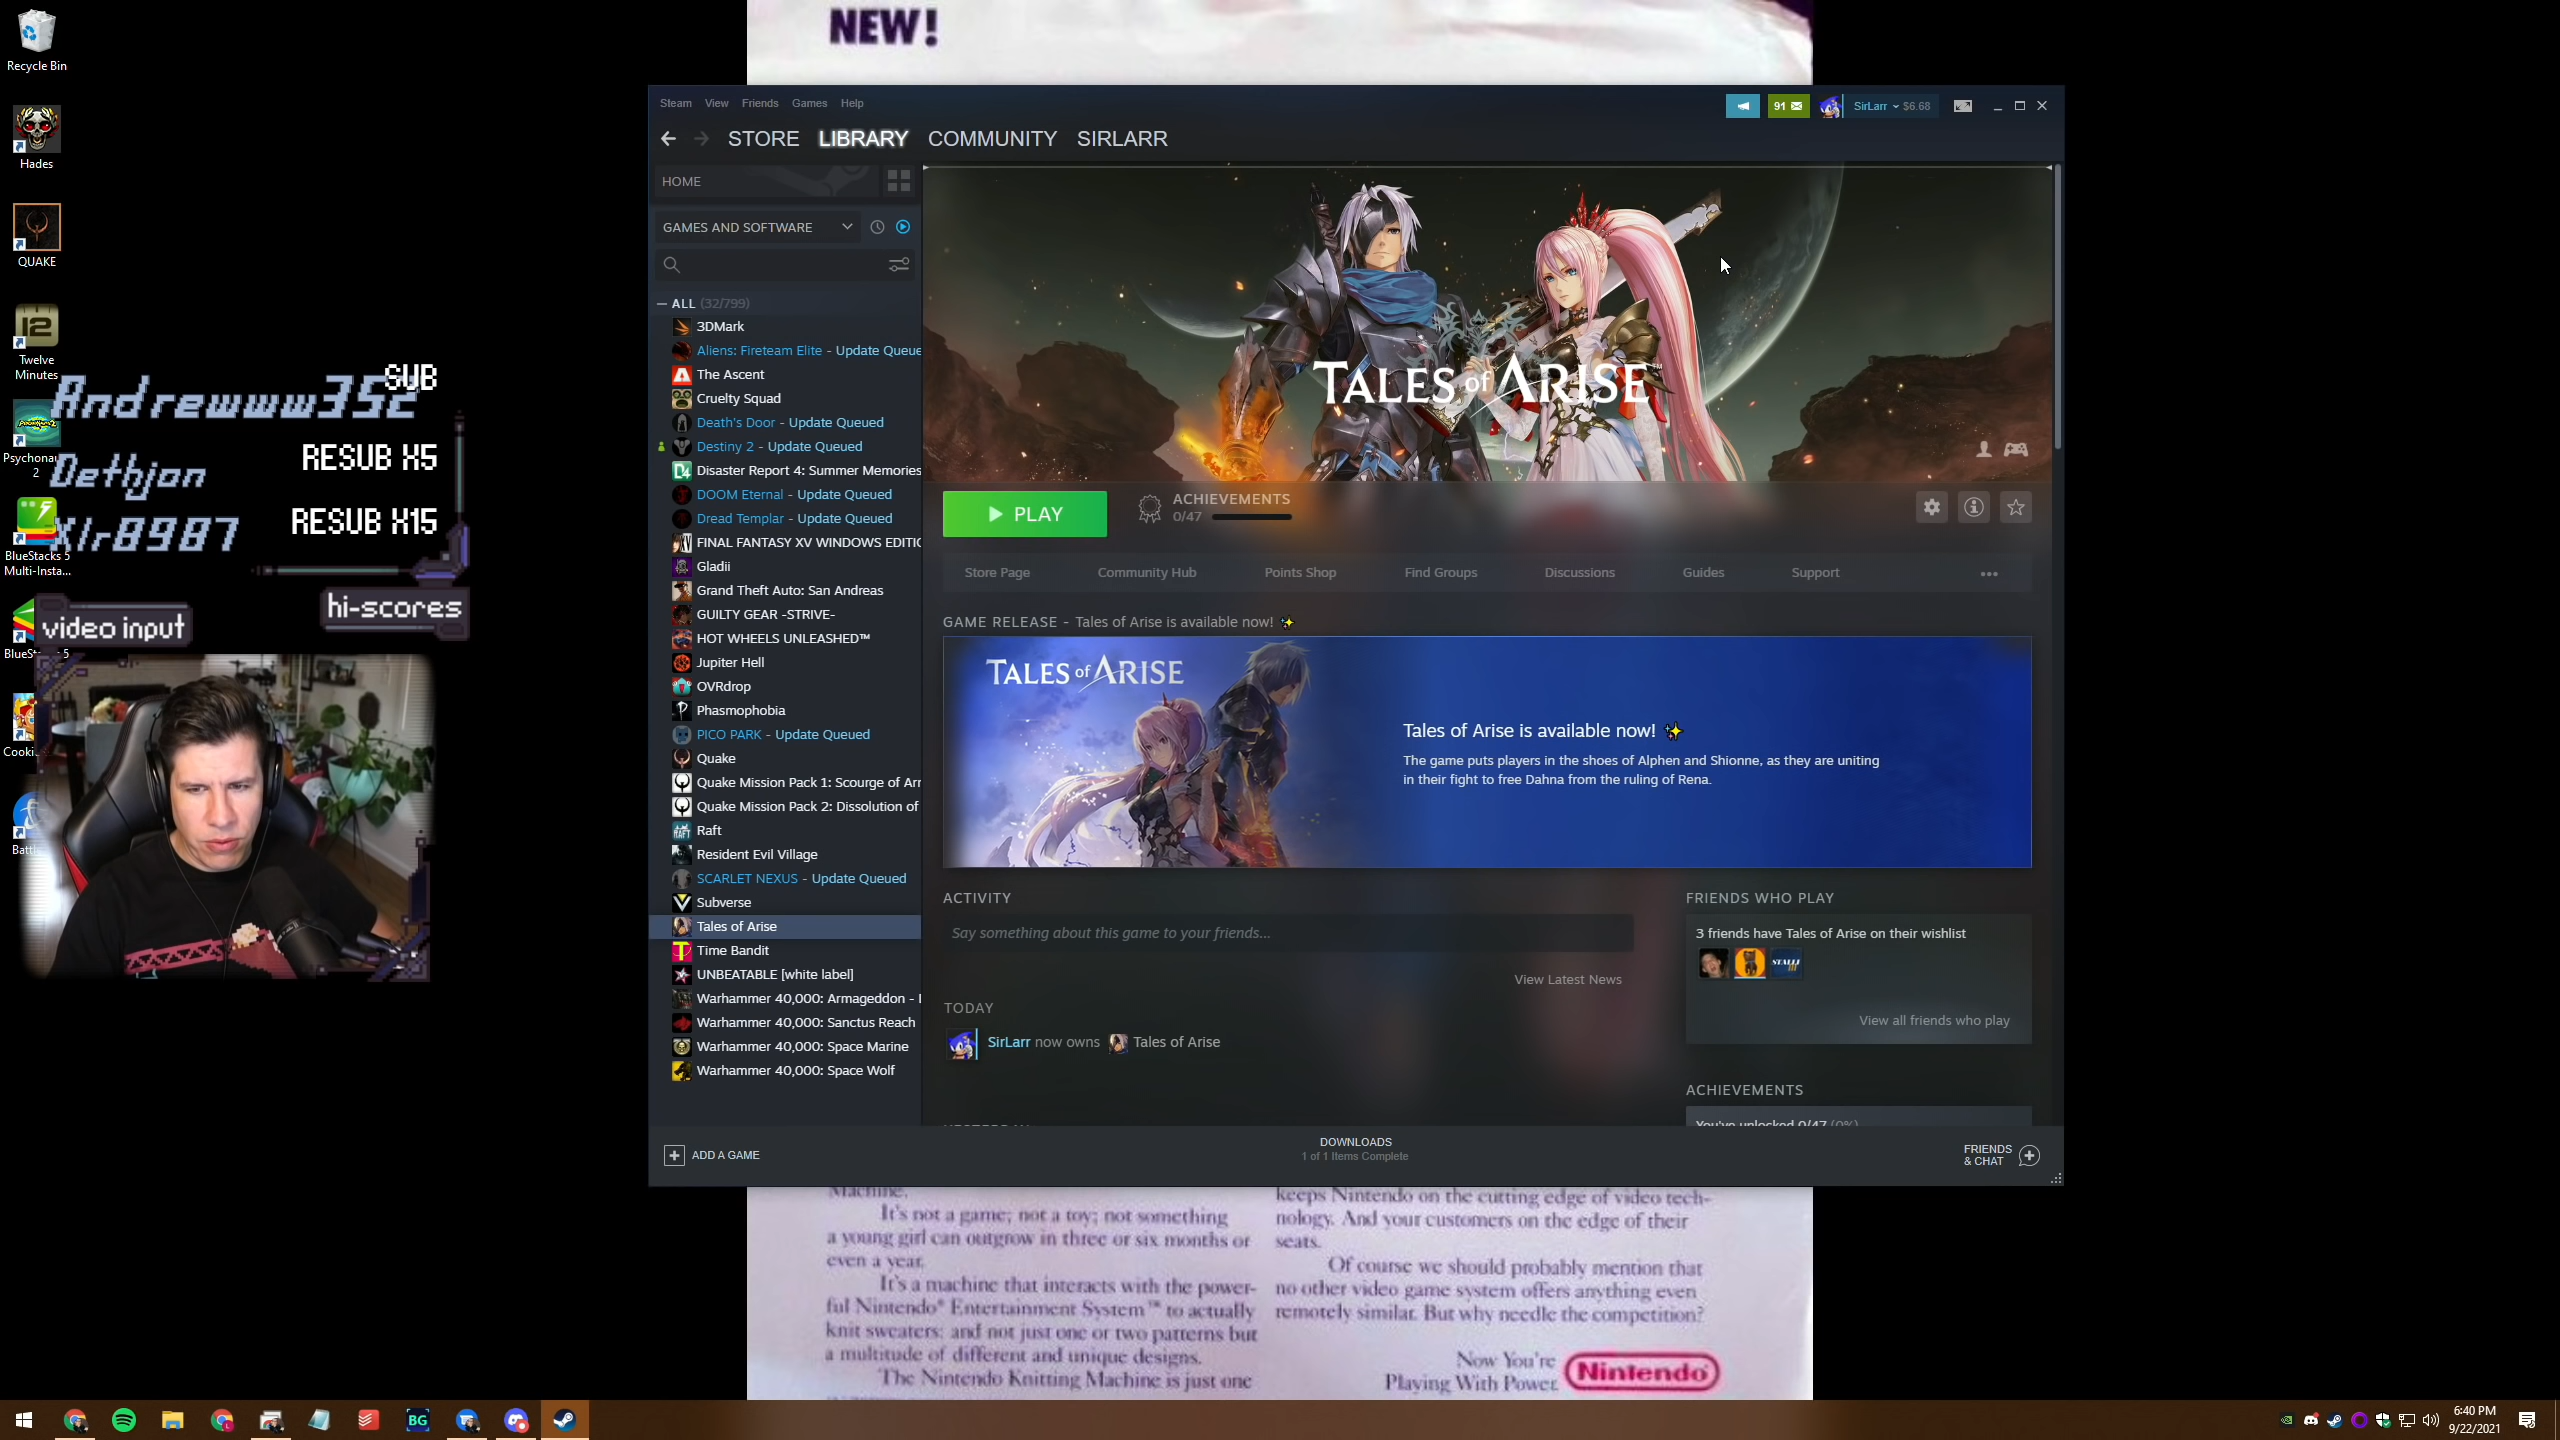 NEW!
Recycle Bin
Hades
QUAKE
Twelve
Minutes
2
BlueStacks 5
Multi-Insta...
SUB
Andrewww352
RESUB X5
Dethjon
RESUB X15
Xlr8987
hi-scores
video input
Steam View Friends Games Help
91
SirLarr $6.68
STORE LIBRARY COMMUNITY SIRLARR
HOME
GAMES AND SOFTWARE
ALL (32/799)
3DMark
Aliens: Fireteam Elite - Update Queue
The Ascent
Cruelty Squad
Death's Door - Update Queued
Destiny 2 - Update Queued
Disaster Report 4: Summer Memories
DOOM Eternal - Update Queued
Dread Templar - Update Queued
FINAL FANTASY XV WINDOWS EDITIO
Gladii
Grand Theft Auto: San Andreas
GUILTY GEAR -STRIVE-
HOT WHEELS UNLEASHED™
Jupiter Hell
OVRdrop
Phasmophobia
PICO PARK - Update Queued
Quake
Quake Mission Pack 1: Scourge of Arr
Quake Mission Pack 2: Dissolution of
Raft
Resident Evil Village
SCARLET NEXUS - Update Queued
Subverse
Tales of Arise
Time Bandit
UNBEATABLE [white label]
Warhammer 40,000: Armageddon -
Warhammer 40,000: Sanctus Reach
Warhammer 40,000: Space Marine
Warhammer 40,000: Space Wolf
TALES of ARISE™
PLAY
ACHIEVEMENTS
0/47
Store Page Community Hub Points Shop Find Groups Discussions Guides Support
GAME RELEASE - Tales of Arise is available now! ✨
TALES of ARISE
Tales of Arise is available now! ✨
The game puts players in the shoes of Alphen and Shionne, as they are uniting
in their fight to free Dahna from the ruling of Rena.
ACTIVITY
Say something about this game to your friends...
View Latest News
TODAY
SirLarr now owns Tales of Arise
FRIENDS WHO PLAY
3 friends have Tales of Arise on their wishlist
View all friends who play
ACHIEVEMENTS
You've unlocked 0/47 (0%)
ADD A GAME
DOWNLOADS
1 of 1 Items Complete
FRIENDS
& CHAT
Machine.
It's not a game; not a toy; not something
a young girl can outgrow in three or six months or
even a year.
It's a machine that interacts with the power-
ful Nintendo® Entertainment System™ to actually
knit sweaters; and not just one or two patterns but
a multitude of different and unique designs.
The Nintendo Knitting Machine is just one
keeps Nintendo on the cutting edge of video tech-
nology. And your customers on the edge of their
seats.
Of course we should probably mention that
no other video game system offers anything even
remotely similar. But why needle the competition?
Now You're
Playing With Power.
Nintendo
BG
6:40 PM
9/22/2021